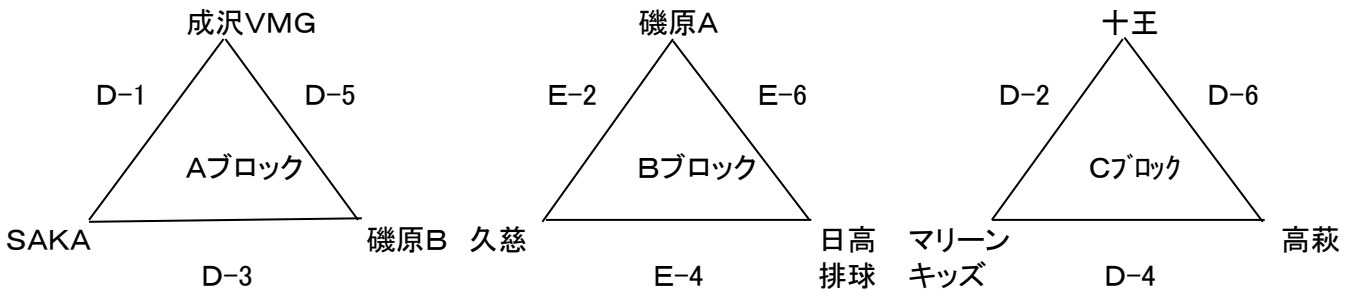 成沢VMG
磯原A
十王
D-1
D-5
E-2
E-6
D-2
D-6
Aブロック
Bブロック
Cブロック
SAKA
磯原B
久慈
日高
排球
マリーン
キッズ
高萩
D-3
E-4
D-4